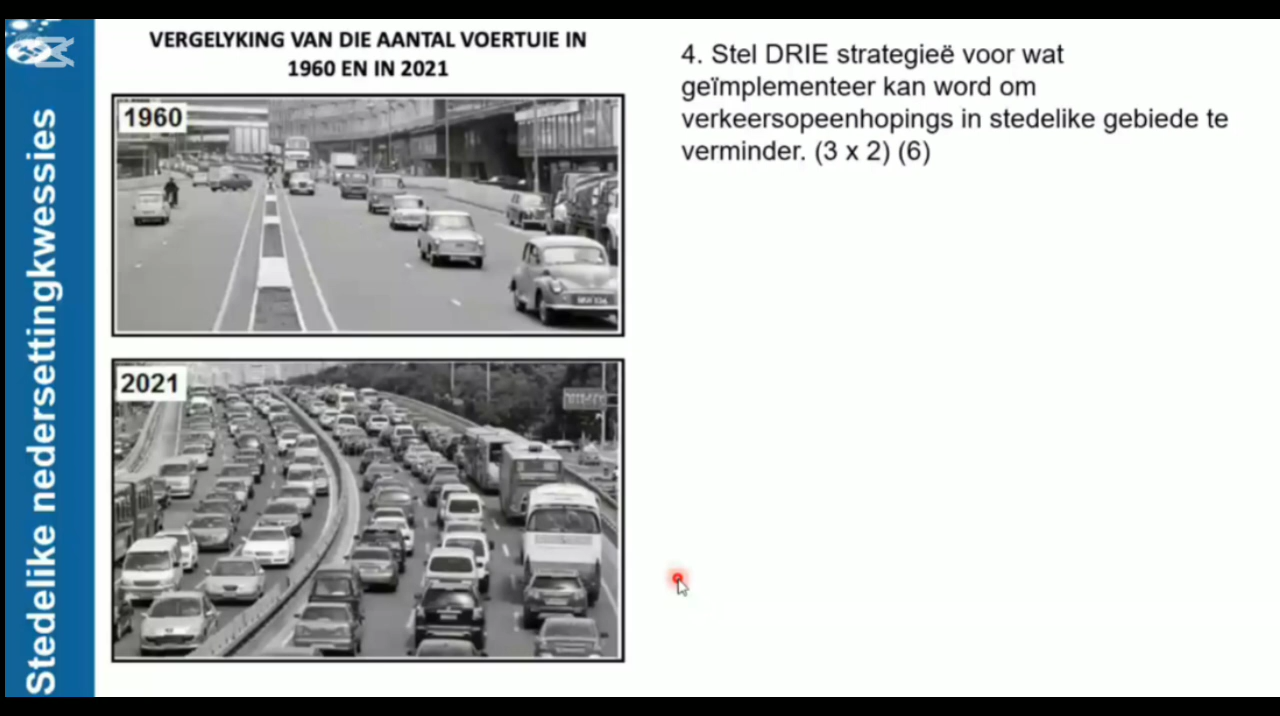 Stedelike nedersettingkwessies
VERGELYKING VAN DIE AANTAL VOERTUIE IN
1960 EN IN 2021
1960
2021
4. Stel DRIE strategieë voor wat
geïmplementeer kan word om
verkeersopeenhopings in stedelike gebiede te
verminder. (3 x 2) (6)